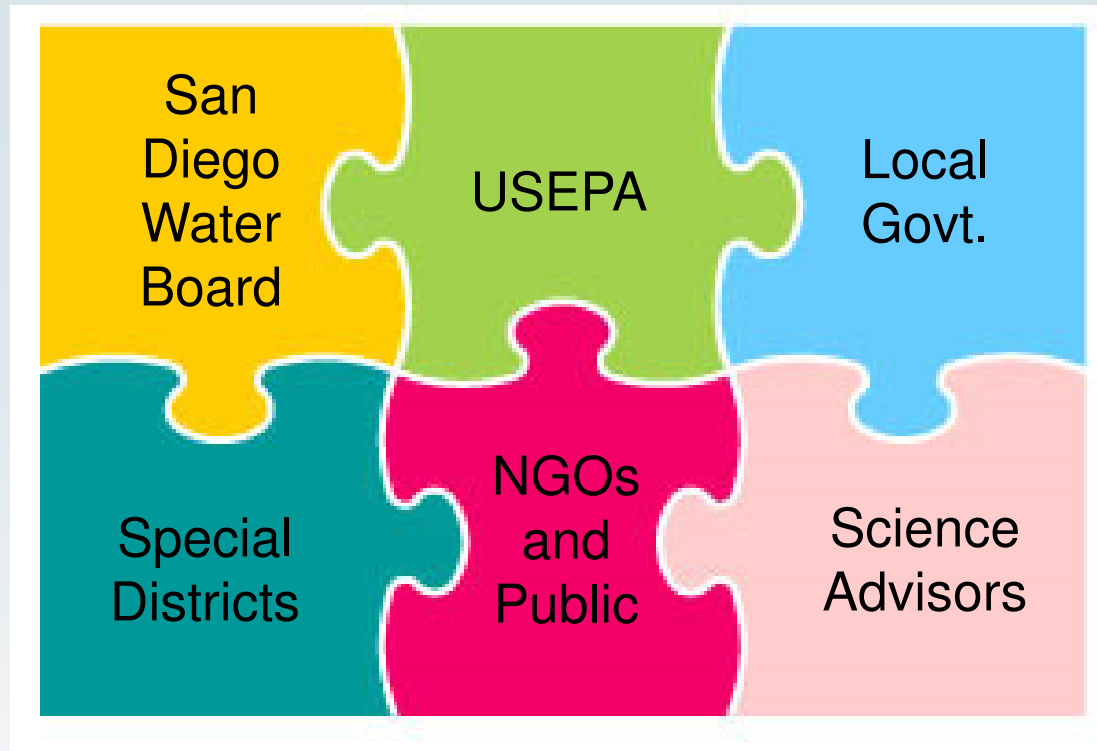 San
Diego
Water
Board
USEPA
Local
Govt.
Special
Districts
NGOs
and
Public
Science
Advisors